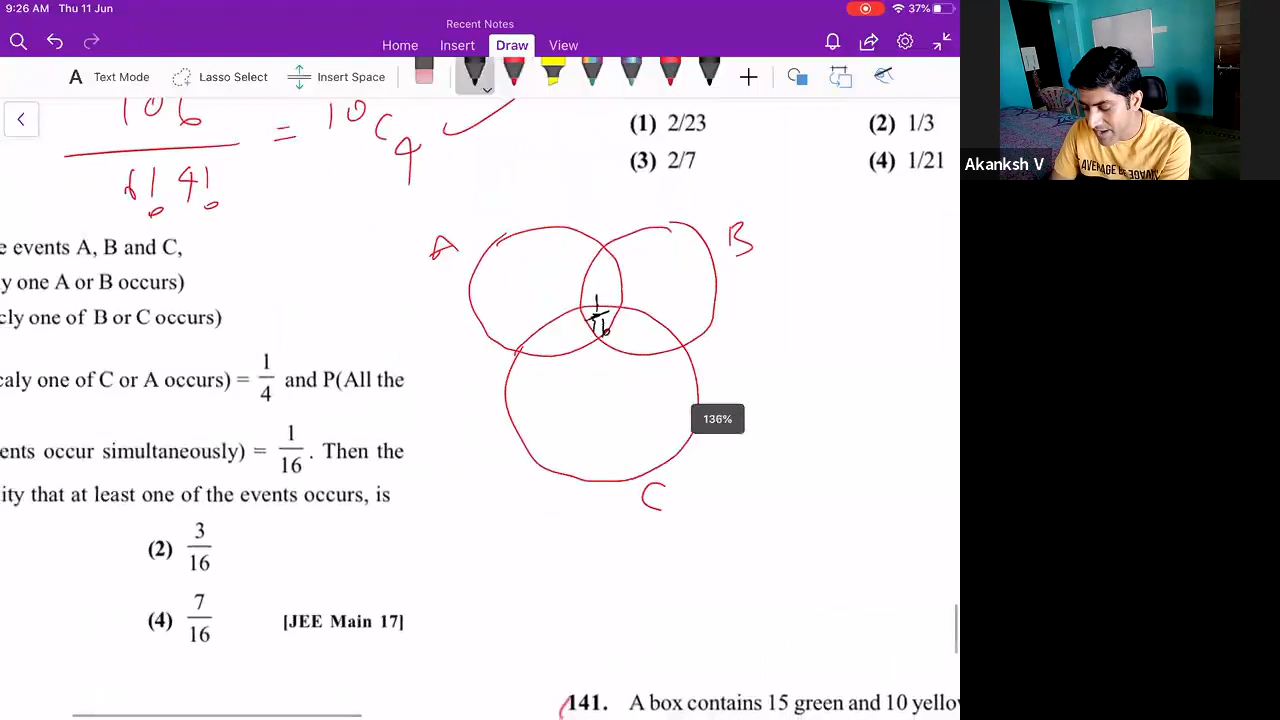 9:26 AM Thu 11 Jun
37%
Recent Notes
Home Insert Draw View
A Text Mode Lasso Select Insert Space
= 10C4
6! 4!
(1) 2/23 (2) 1/3
(3) 2/7 (4) 1/21
Akanksh V
A B
e events A, B and C,
y one A or B occurs)
cly one of B or C occurs)
1/16
caly one of C or A occurs) = 1/4 and P(All the
136%
ents occur simultaneously) = 1/16 . Then the
ity that at least one of the events occurs, is
C
(2) 3/16
(4) 7/16 [JEE Main 17]
141. A box contains 15 green and 10 yello